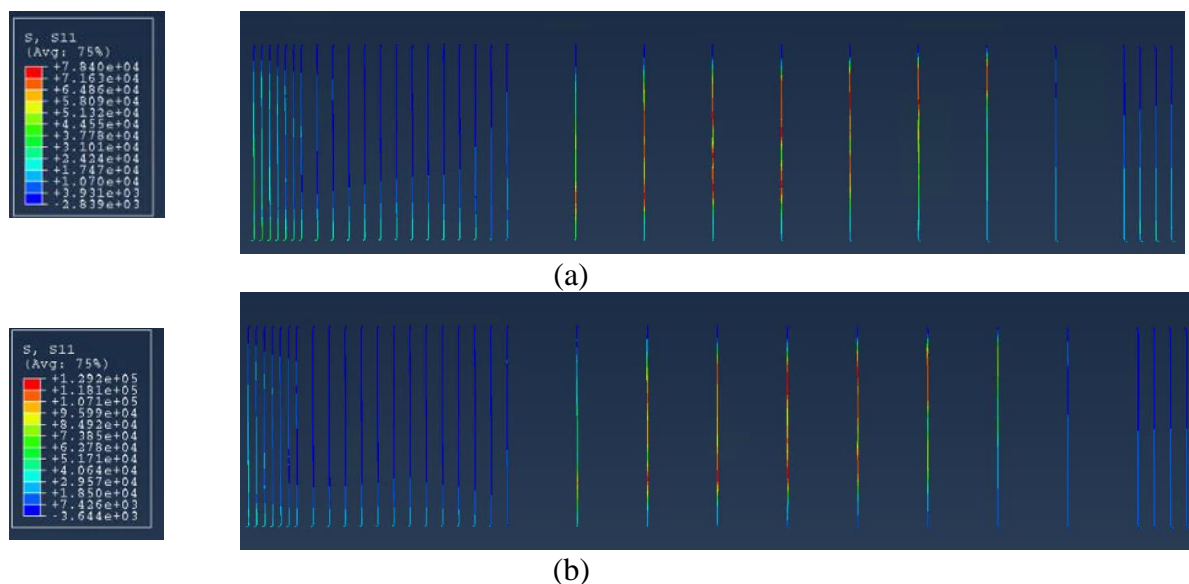 S, S11
(Avg: 75%)
+7.840e+04
+7.163e+04
+6.486e+04
+5.809e+04
+5.132e+04
+4.455e+04
+3.778e+04
+3.101e+04
+2.424e+04
+1.747e+04
+1.070e+04
+3.931e+03
-2.839e+03
(a)
S, S11
(Avg: 75%)
+1.292e+05
+1.181e+05
+1.071e+05
+9.599e+04
+8.492e+04
+7.385e+04
+6.278e+04
+5.171e+04
+4.064e+04
+2.957e+04
+1.850e+04
+7.426e+03
-3.644e+03
(b)